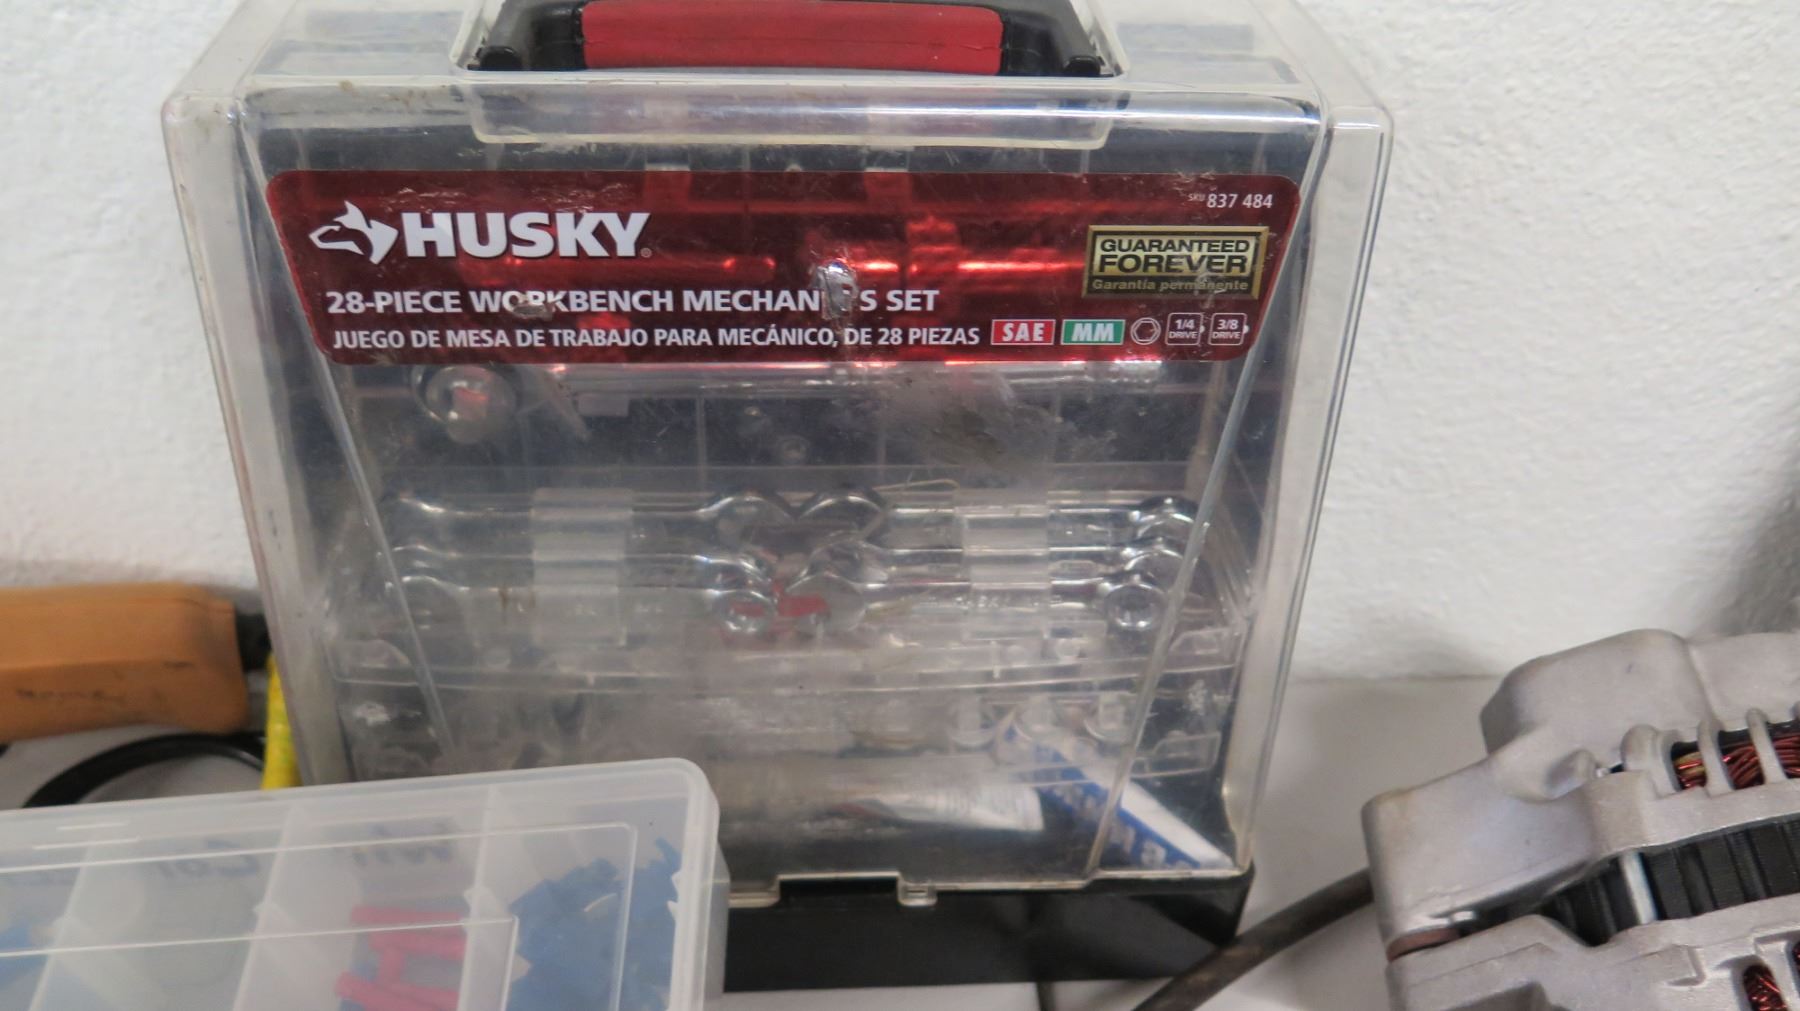 HUSKY
SKU 837 484
GUARANTEED
FOREVER
Garantía permanente
28-PIECE WORKBENCH MECHAN S SET
JUEGO DE MESA DE TRABAJO PARA MECÁNICO, DE 28 PIEZAS
SAE MM 1/4 DRIVE 3/8 DRIVE